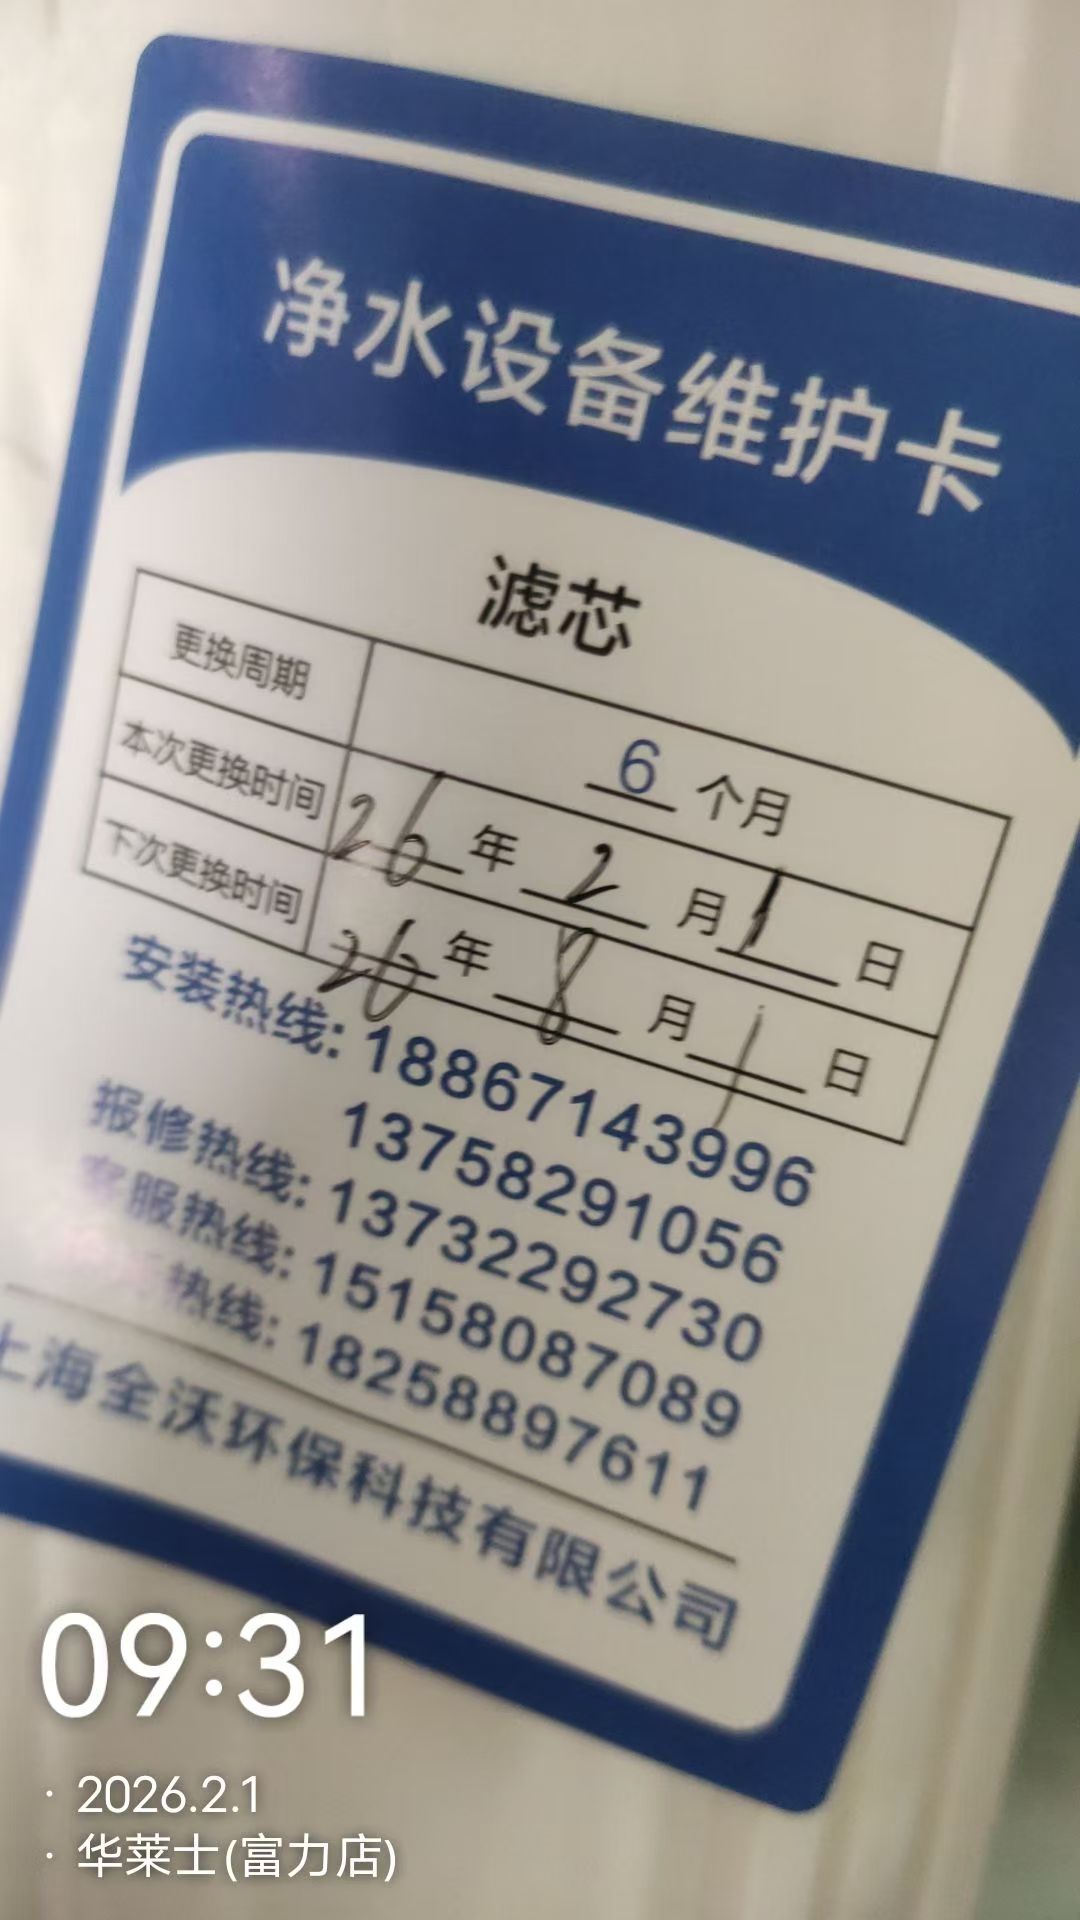 净水设备维护卡
滤芯
更换周期 6 个月
本次更换时间 26 年 2 月 1 日
下次更换时间 26 年 8 月 1 日
安装热线: 18867143996
13758291056
报修热线: 13732292730
客服热线: 15158087089
热线: 18258897611
上海全沃环保科技有限公司
09:31
· 2026.2.1
· 华莱士(富力店)